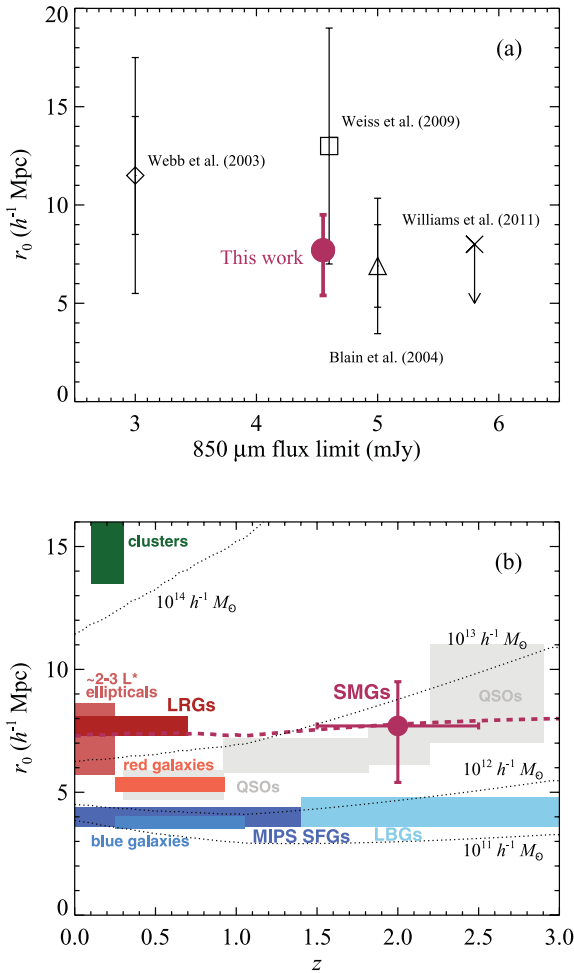 20
(a)
15
Weiss et al. (2009)
Webb et al. (2003)
10
Williams et al. (2011)
This work
5
Blain et al. (2004)
0
r₀ (h⁻¹ Mpc)
3 4 5 6
850 μm flux limit (mJy)
15
clusters
(b)
10¹⁴ h⁻¹ M☉
10¹³ h⁻¹ M☉
10
~2-3 L*
ellipticals
LRGs
SMGs
QSOs
red galaxies
QSOs
10¹² h⁻¹ M☉
5
blue galaxies
MIPS SFGs
LBGs
10¹¹ h⁻¹ M☉
0
r₀ (h⁻¹ Mpc)
0.0 0.5 1.0 1.5 2.0 2.5 3.0
z